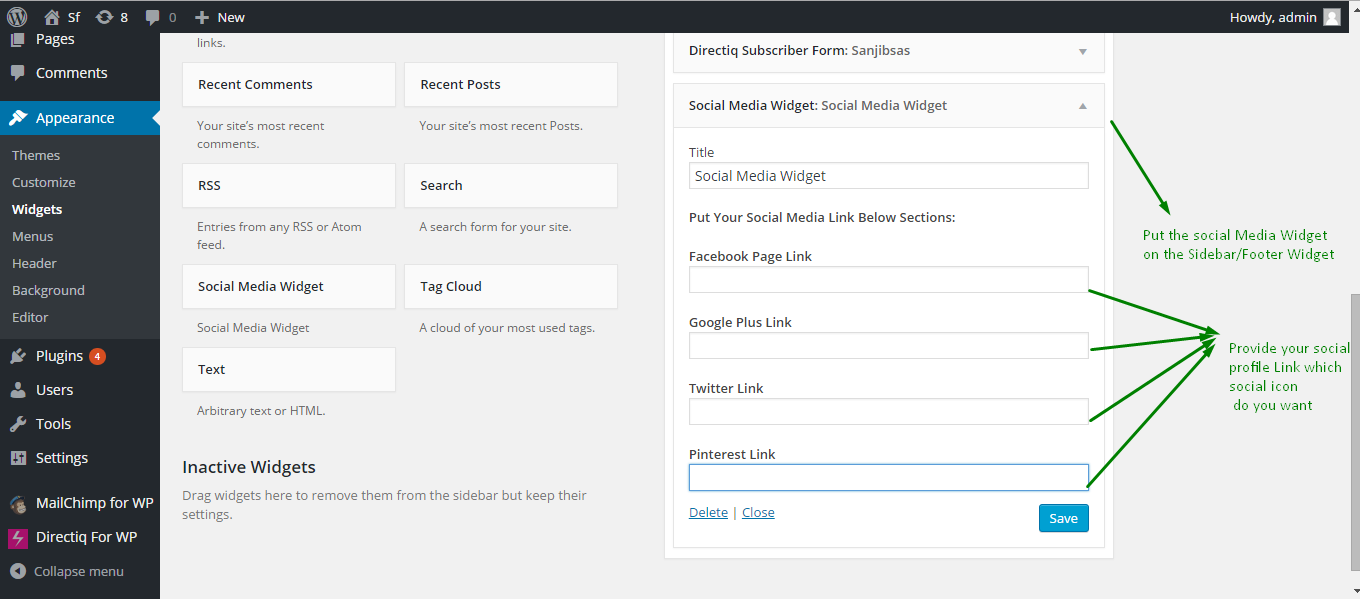 Sf
8
0
New
Howdy, admin
Pages
Comments
Appearance
Themes
Customize
Widgets
Menus
Header
Background
Editor
Plugins 4
Users
Tools
Settings
MailChimp for WP
Directiq For WP
Collapse menu
links.
Recent Comments
Your site's most recent
comments.
Recent Posts
Your site's most recent Posts.
RSS
Entries from any RSS or Atom
feed.
Search
A search form for your site.
Social Media Widget
Social Media Widget
Tag Cloud
A cloud of your most used tags.
Text
Arbitrary text or HTML.
Inactive Widgets
Drag widgets here to remove them from the sidebar but keep their
settings.
Directiq Subscriber Form: Sanjibsas
Social Media Widget: Social Media Widget
Title
Social Media Widget
Put Your Social Media Link Below Sections:
Facebook Page Link
Google Plus Link
Twitter Link
Pinterest Link
Delete | Close
Save
Put the social Media Widget
on the Sidebar/Footer Widget
Provide your social
profile Link which
social icon
do you want